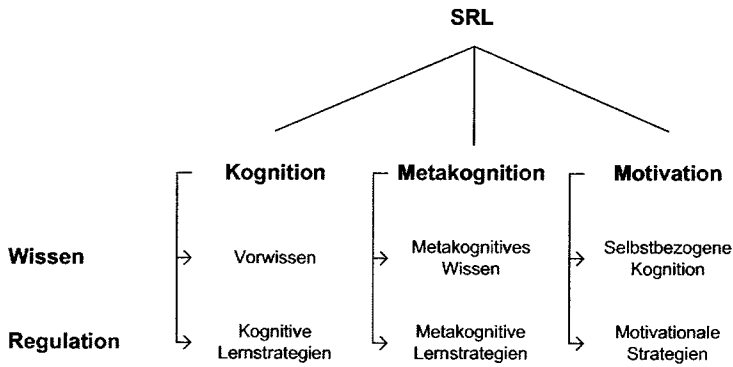 SRL
Kognition Metakognition Motivation
Wissen Vorwissen Metakognitives Wissen Selbstbezogene Kognition
Regulation Kognitive Lernstrategien Metakognitive Lernstrategien Motivationale Strategien